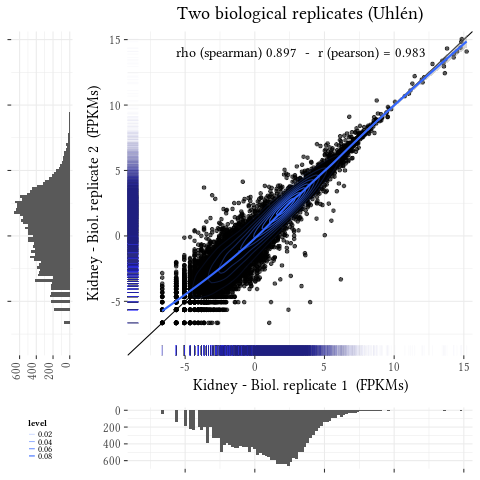 Two biological replicates (Uhlén)
rho (spearman) 0.897 - r (pearson) = 0.983
15
10
5
0
-5
Kidney - Biol. replicate 2 (FPKMs)
-5 0 5 10 15
Kidney - Biol. replicate 1 (FPKMs)
600 400 200 0
0
200
400
600
level
0.02
0.04
0.06
0.08